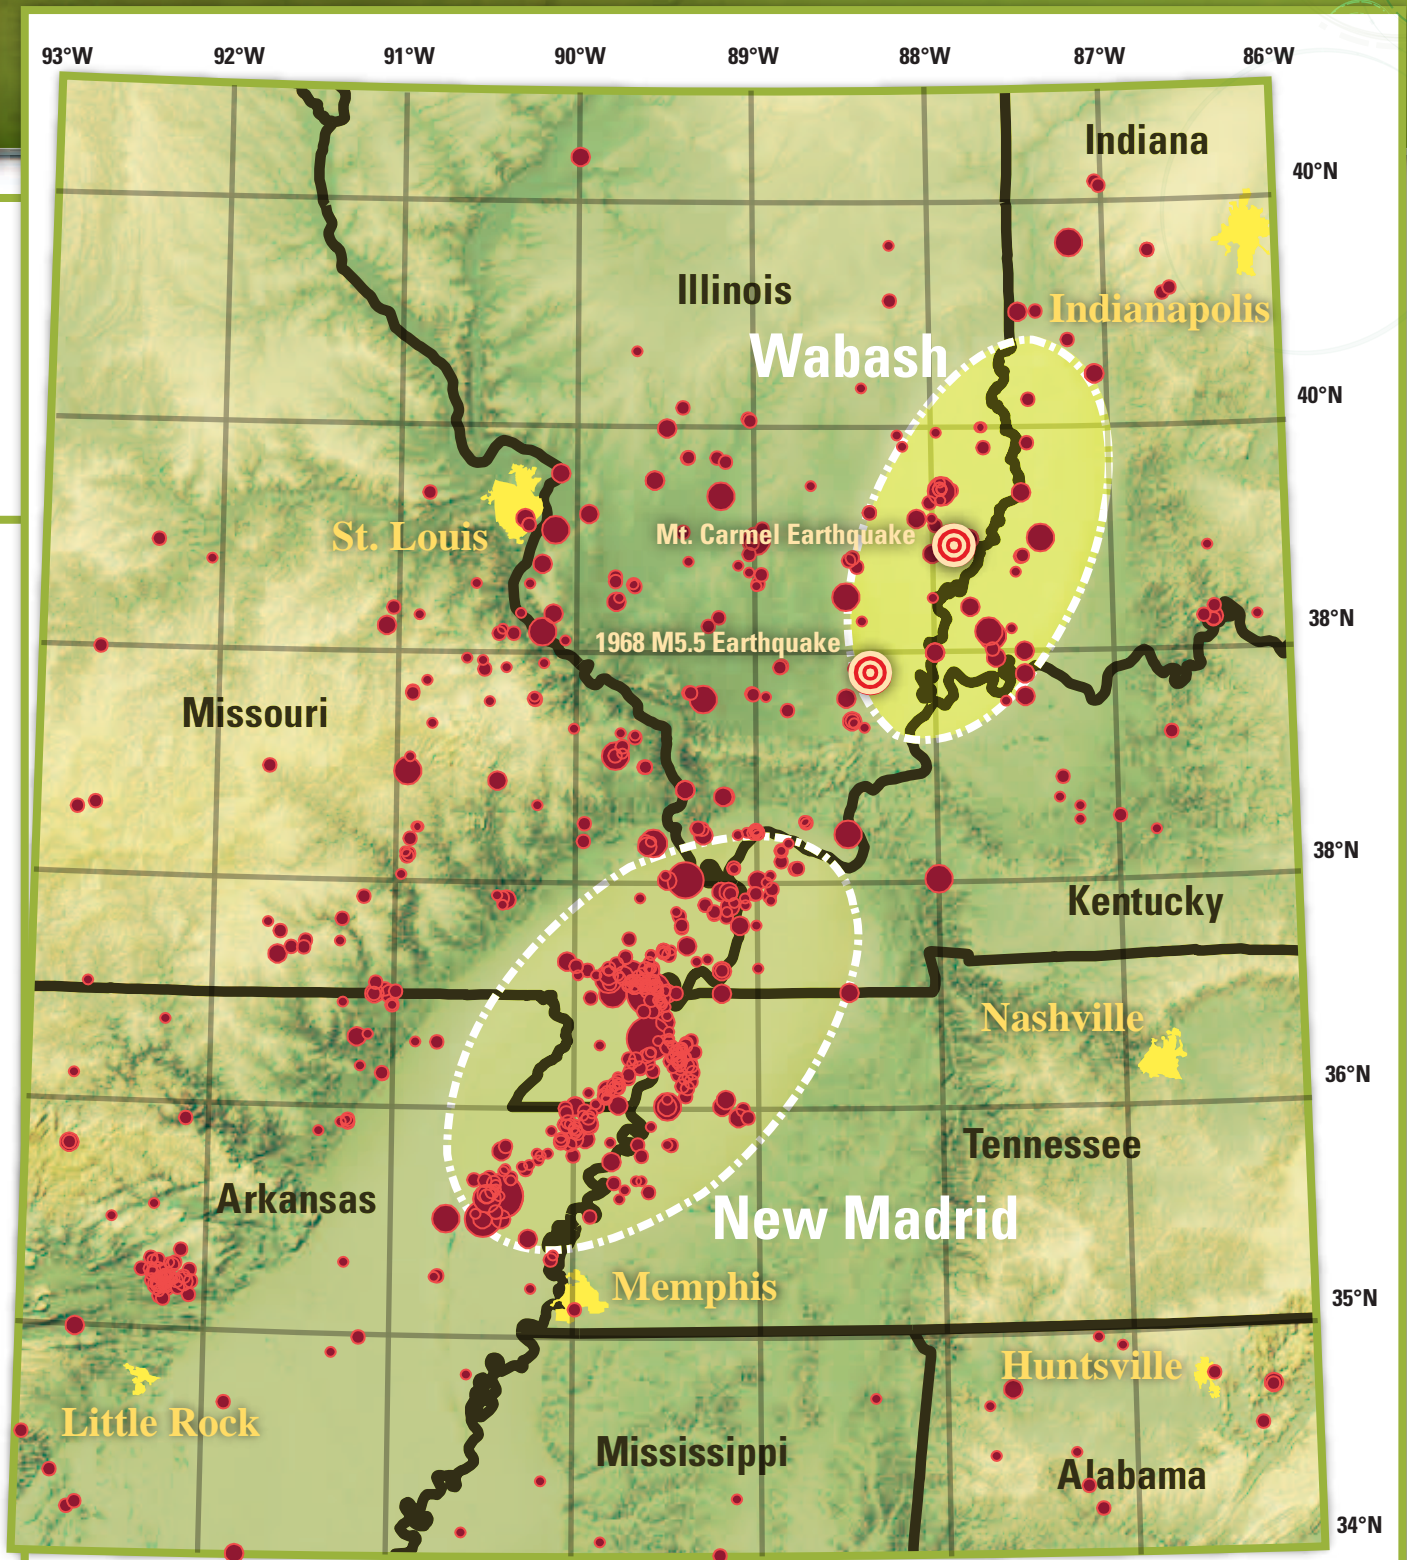 93°W 92°W 91°W 90°W 89°W 88°W 87°W 86°W
Indiana
40°N
Illinois
Indianapolis
Wabash
40°N
St. Louis
Mt. Carmel Earthquake
38°N
1968 M5.5 Earthquake
Missouri
38°N
Kentucky
Nashville
36°N
Tennessee
Arkansas
New Madrid
Memphis
35°N
Huntsville
Little Rock
Mississippi
Alabama
34°N